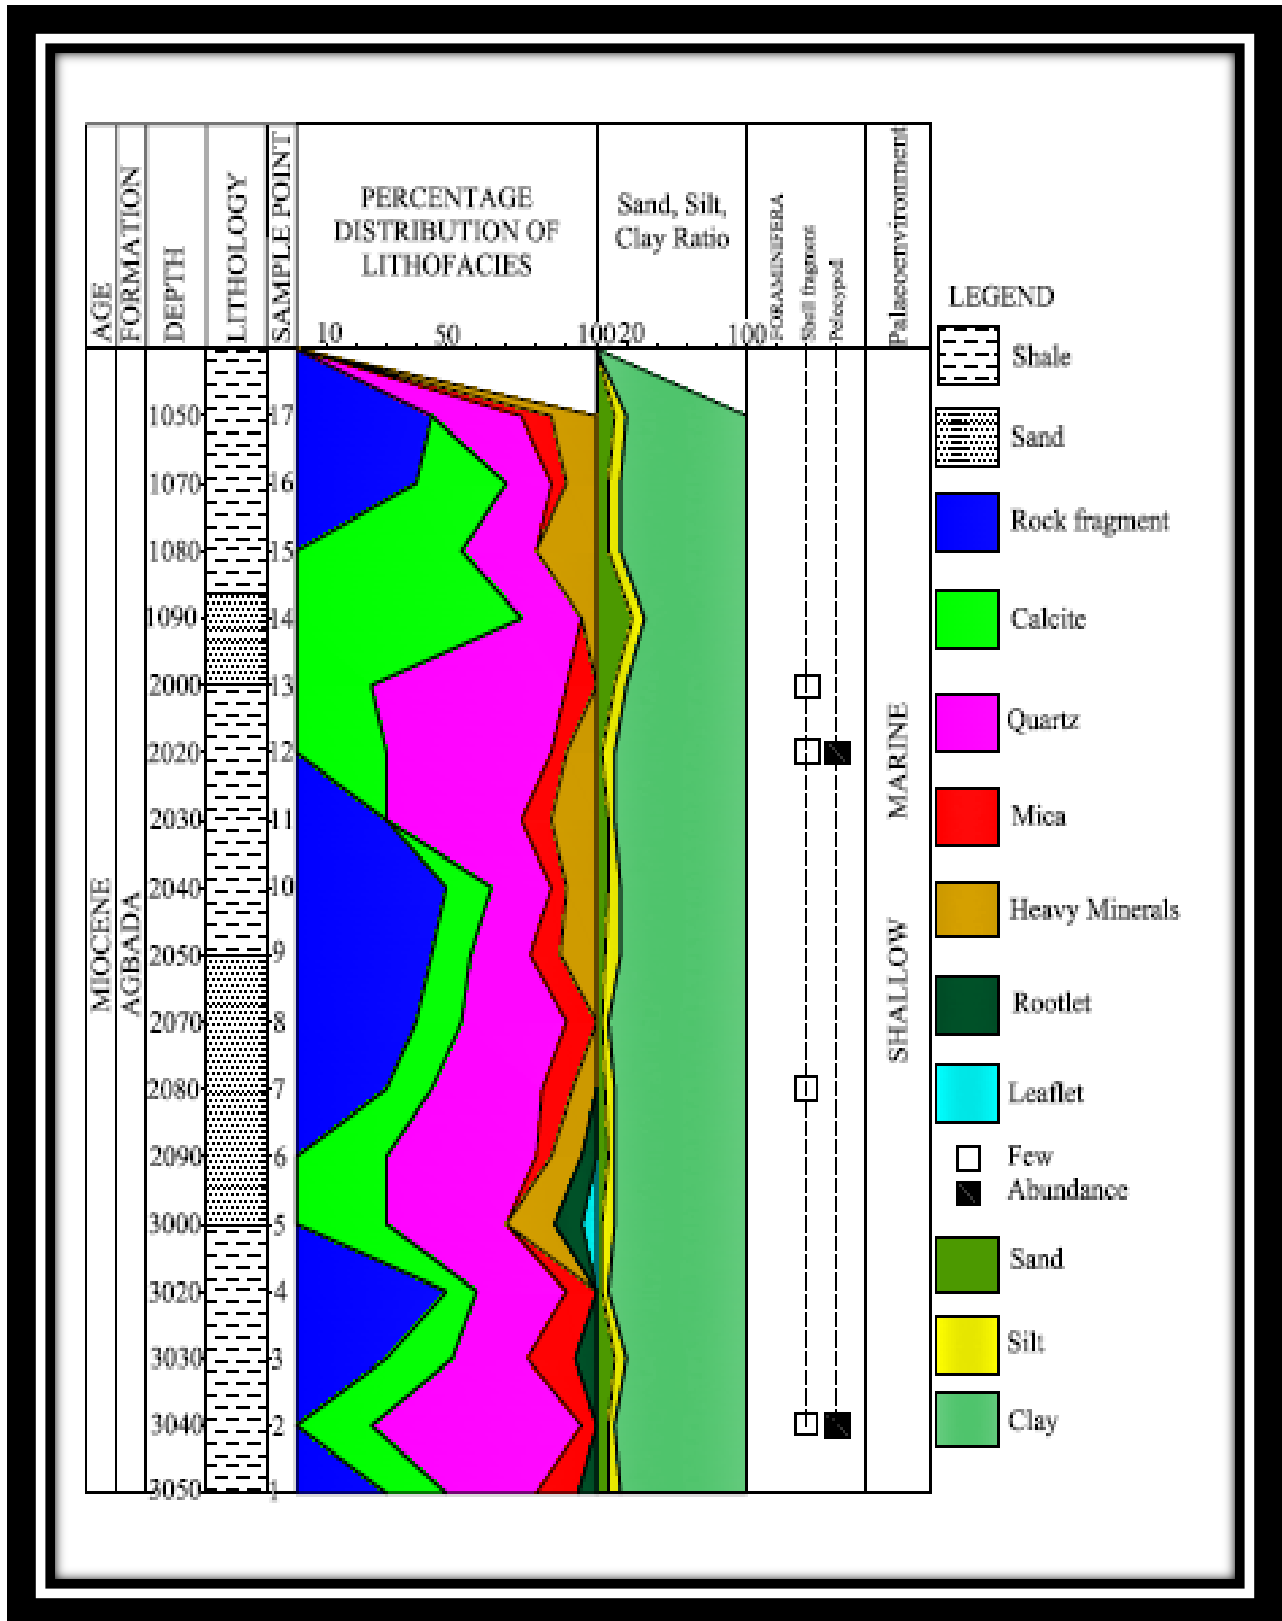 AGE
FORMATION
DEPTH
LITHOLOGY
SAMPLE POINT
PERCENTAGE
DISTRIBUTION OF
LITHOFACIES
10 50 100
Sand, Silt,
Clay Ratio
20 100
FORAMINIFERA
Shell fragment
Pelecypod
Palaeoenvironment
MIOCENE
AGBADA
1050 17
1070 16
1080 15
1090 14
2000 13
2020 12
2030 11
2040 10
2050 9
2070 8
2080 7
2090 6
3000 5
3020 4
3030 3
3040 2
3050 1
SHALLOW MARINE
LEGEND
Shale
Sand
Rock fragment
Calcite
Quartz
Mica
Heavy Minerals
Rootlet
Leaflet
Few
Abundance
Sand
Silt
Clay